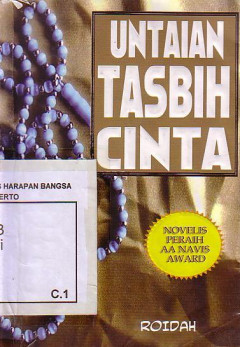 UNTAIAN
TASBIH
CINTA
S HARAPAN BANGSA
ERTO
C.1
NOVELIS
PERAIH
AA NAVIS
AWARD
ROIDAH